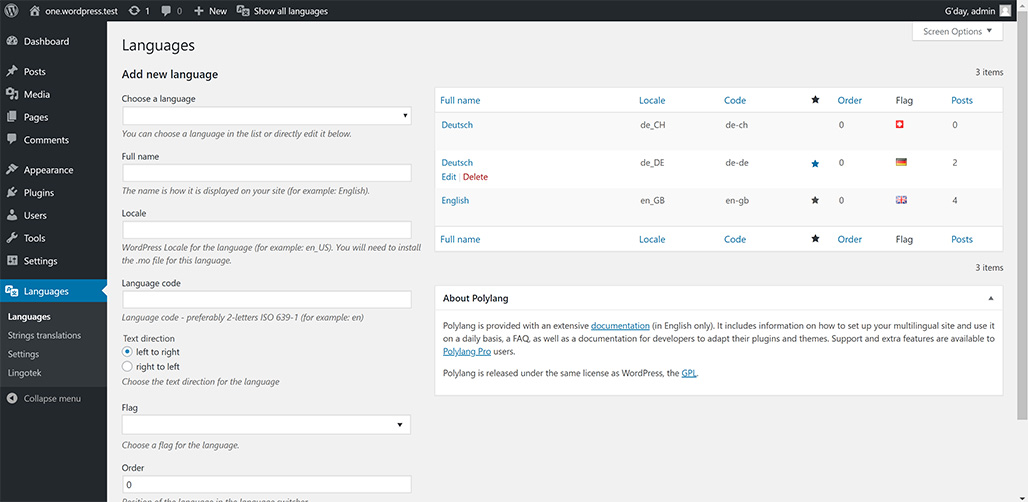 one.wordpress.test 1 0 New Show all languages G'day, admin
Screen Options
Dashboard
Posts
Media
Pages
Comments
Appearance
Plugins
Users
Tools
Settings
Languages
Languages
Strings translations
Settings
Lingotek
Collapse menu
Languages
Add new language
Choose a language
You can choose a language in the list or directly edit it below.
Full name
The name is how it is displayed on your site (for example: English).
Locale
WordPress Locale for the language (for example: en_US). You will need to install
the .mo file for this language.
Language code
Language code - preferably 2-letters ISO 639-1 (for example: en)
Text direction
left to right
right to left
Choose the text direction for the language
Flag
Choose a flag for the language.
Order
0
Position of the language in the language switcher
3 items
Full name Locale Code Order Flag Posts
Deutsch de_CH de-ch 0 0
Deutsch de_DE de-de 0 2
Edit | Delete
English en_GB en-gb 0 4
Full name Locale Code Order Flag Posts
3 items
About Polylang
Polylang is provided with an extensive documentation (in English only). It includes information on how to set up your multilingual site and use it
on a daily basis, a FAQ, as well as a documentation for developers to adapt their plugins and themes. Support and extra features are available to
Polylang Pro users.
Polylang is released under the same license as WordPress, the GPL.